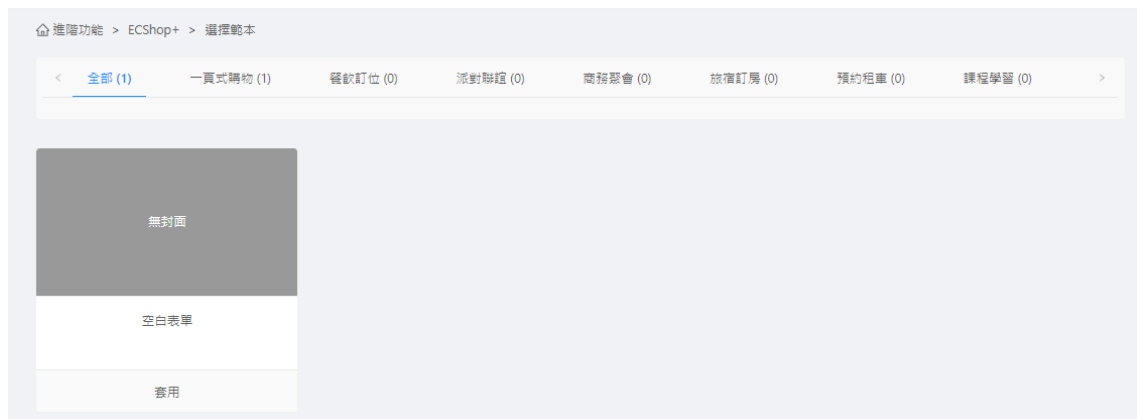 進階功能 > ECShop+ > 選擇範本
< 全部 (1) 一頁式購物 (1) 餐飲訂位 (0) 派對聯誼 (0) 商務聚會 (0) 旅宿訂房 (0) 預約租車 (0) 課程學習 (0) >
無封面
空白表單
套用